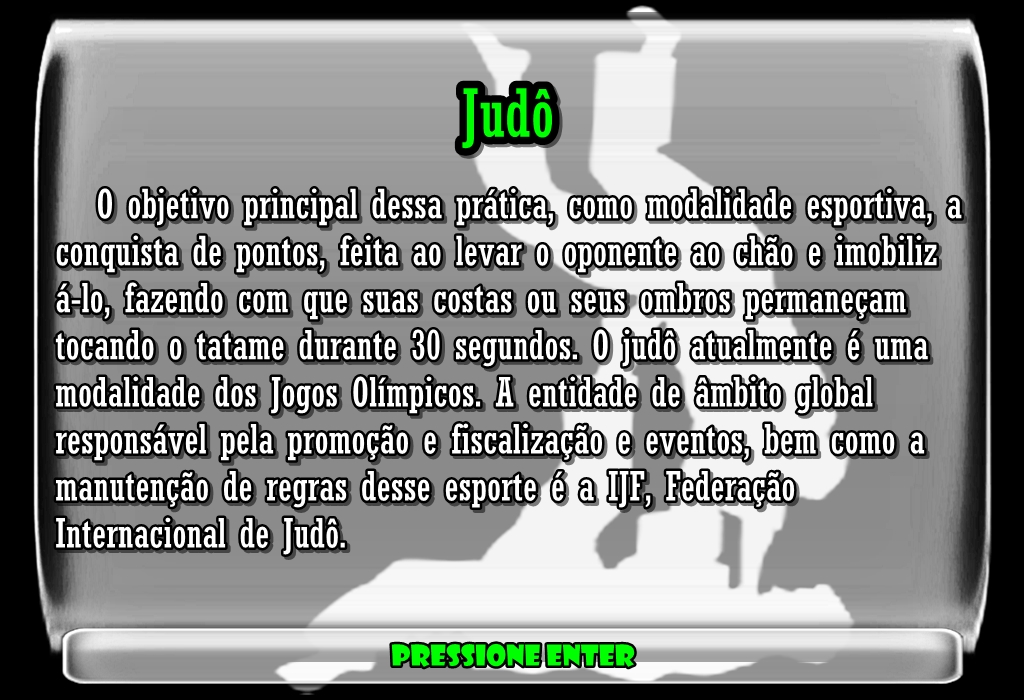 Judô
O objetivo principal dessa prática, como modalidade esportiva, a
conquista de pontos, feita ao levar o oponente ao chão e imobiliz
á-lo, fazendo com que suas costas ou seus ombros permaneçam
tocando o tatame durante 30 segundos. O judô atualmente é uma
modalidade dos Jogos Olímpicos. A entidade de âmbito global
responsável pela promoção e fiscalização e eventos, bem como a
manutenção de regras desse esporte é a IJF, Federação
Internacional de Judô.
PRESSIONE ENTER